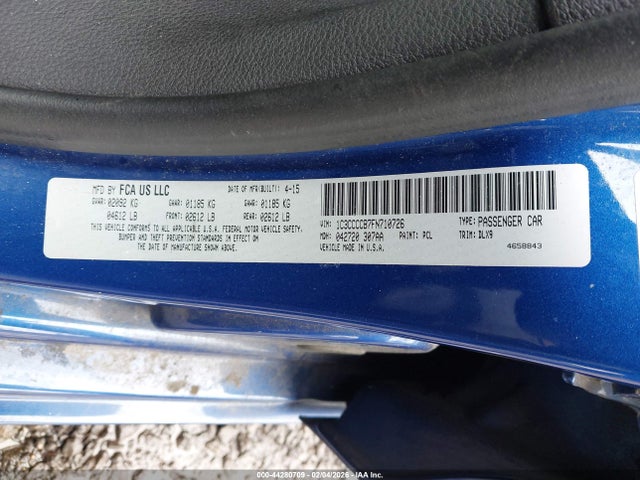 MFD BY FCA US LLC DATE OF MFR(BUILT): 4-15
GVWR: 02092 KG GAWR: 01185 KG GAWR: 01185 KG
04612 LB FRONT: 02612 LB REAR: 02612 LB
THIS VEHICLE CONFORMS TO ALL APPLICABLE U.S. FEDERAL MOTOR VEHICLE SAFETY,
BUMPER AND THEFT PREVENTION STANDARDS IN EFFECT ON
THE DATE OF MANUFACTURE SHOWN ABOVE.
VIN: 1C3CCCCB7FN710726 TYPE: PASSENGER CAR
MDH: 042720 307AA PAINT: PCL TRIM: DLX9
VEHICLE MADE IN U.S.A. 4658843
000-44280709 - 02/04/2026 - IAA Inc.